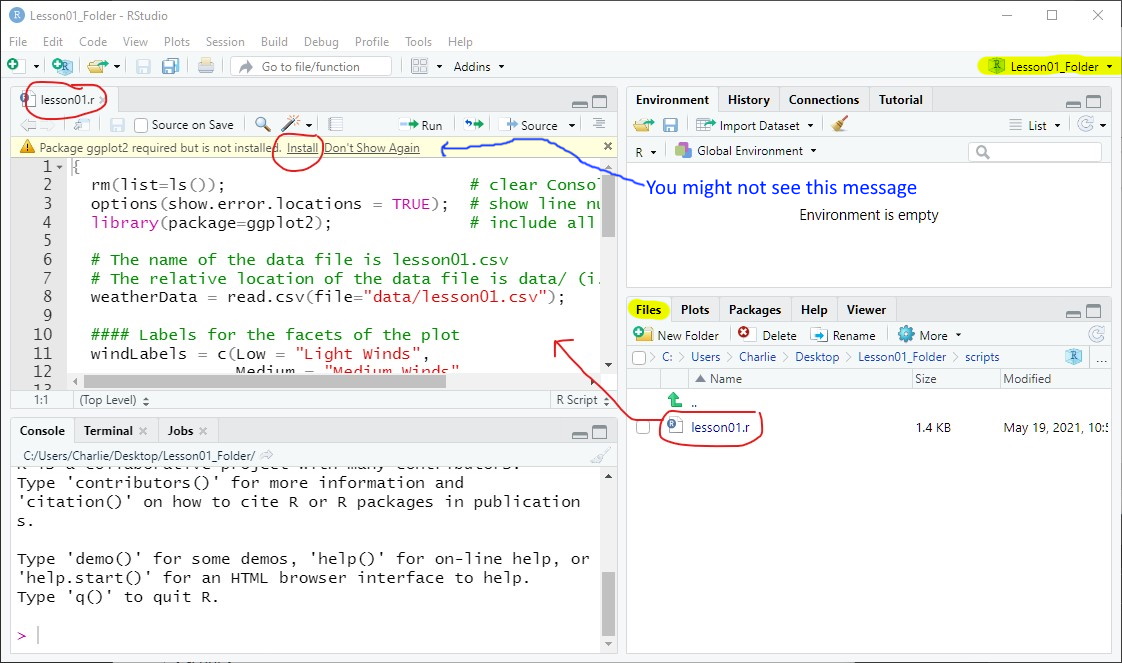 Lesson01_Folder - RStudio
File Edit Code View Plots Session Build Debug Profile Tools Help
Go to file/function Addins Lesson01_Folder
lesson01.r
Source on Save Run Source
Package ggplot2 required but is not installed. Install Don't Show Again
1 {
2 rm(list=ls()); # clear Conso
3 options(show.error.locations = TRUE); # show line nu
4 library(package=ggplot2); # include all
5
6 # The name of the data file is lesson01.csv
7 # The relative location of the data file is data/ (i.
8 weatherData = read.csv(file="data/lesson01.csv");
9
10 #### Labels for the facets of the plot
11 windLabels = c(Low = "Light Winds",
12 Medium = "Medium Winds"
13
1:1 (Top Level) R Script
Console Terminal Jobs
C:/Users/Charlie/Desktop/Lesson01_Folder/
R is a collaborative project with many contributors.
Type 'contributors()' for more information and
'citation()' on how to cite R or R packages in publication
s.
Type 'demo()' for some demos, 'help()' for on-line help, or
'help.start()' for an HTML browser interface to help.
Type 'q()' to quit R.
>
Environment History Connections Tutorial
Import Dataset List
R Global Environment
You might not see this message
Environment is empty
Files Plots Packages Help Viewer
New Folder Delete Rename More
C: Users Charlie Desktop Lesson01_Folder scripts ...
Name Size Modified
..
lesson01.r 1.4 KB May 19, 2021, 10:5